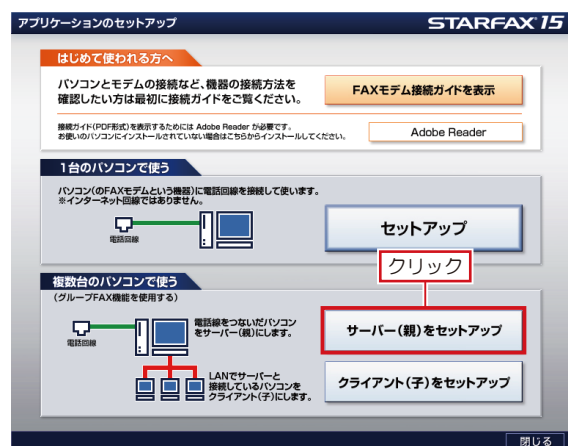 アプリケーションのセットアップ
STARFAX 15
はじめて使われる方へ
パソコンとモデムの接続など、機器の接続方法を
確認したい方は最初に接続ガイドをご覧ください。
FAXモデム接続ガイドを表示
接続ガイド(PDF形式)を表示するためには Adobe Reader が必要です。
お使いのパソコンにインストールされていない場合はこちらからインストールしてください。
Adobe Reader
1台のパソコンで使う
パソコン(のFAXモデムという機器)に電話回線を接続して使います。
※インターネット回線ではありません。
電話回線
セットアップ
クリック
複数台のパソコンで使う
(グループFAX機能を使用する)
電話線をつないだパソコン
をサーバー(親)にします。
電話回線
サーバー(親)をセットアップ
LANでサーバーと
接続しているパソコンを
クライアント(子)にします。
クライアント(子)をセットアップ
閉じる